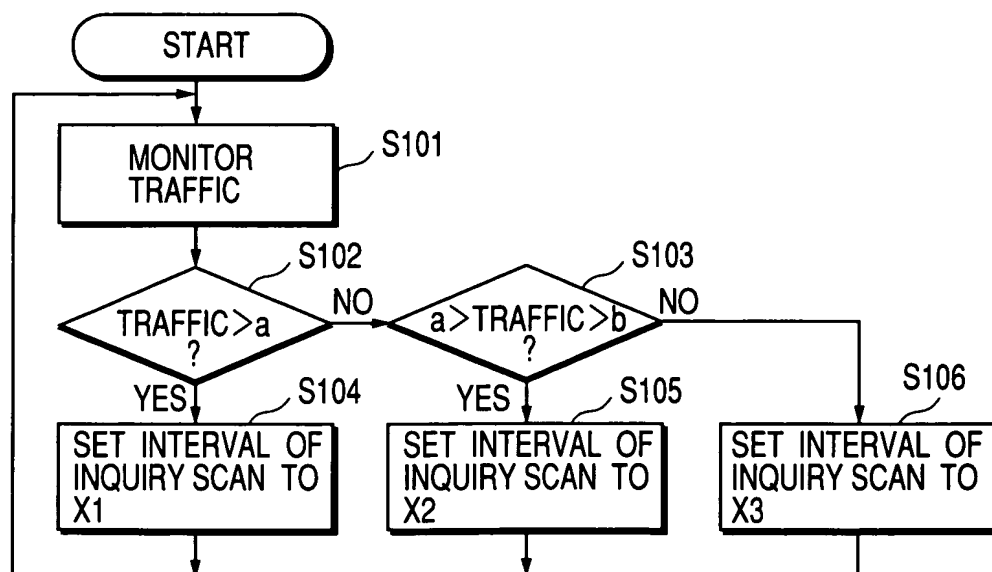 START
MONITOR
TRAFFIC
S101
S102
S103
TRAFFIC>a
?
NO
a>TRAFFIC>b
?
NO
YES
S104
YES
S105
S106
SET INTERVAL OF
INQUIRY SCAN TO
X1
SET INTERVAL OF
INQUIRY SCAN TO
X2
SET INTERVAL OF
INQUIRY SCAN TO
X3